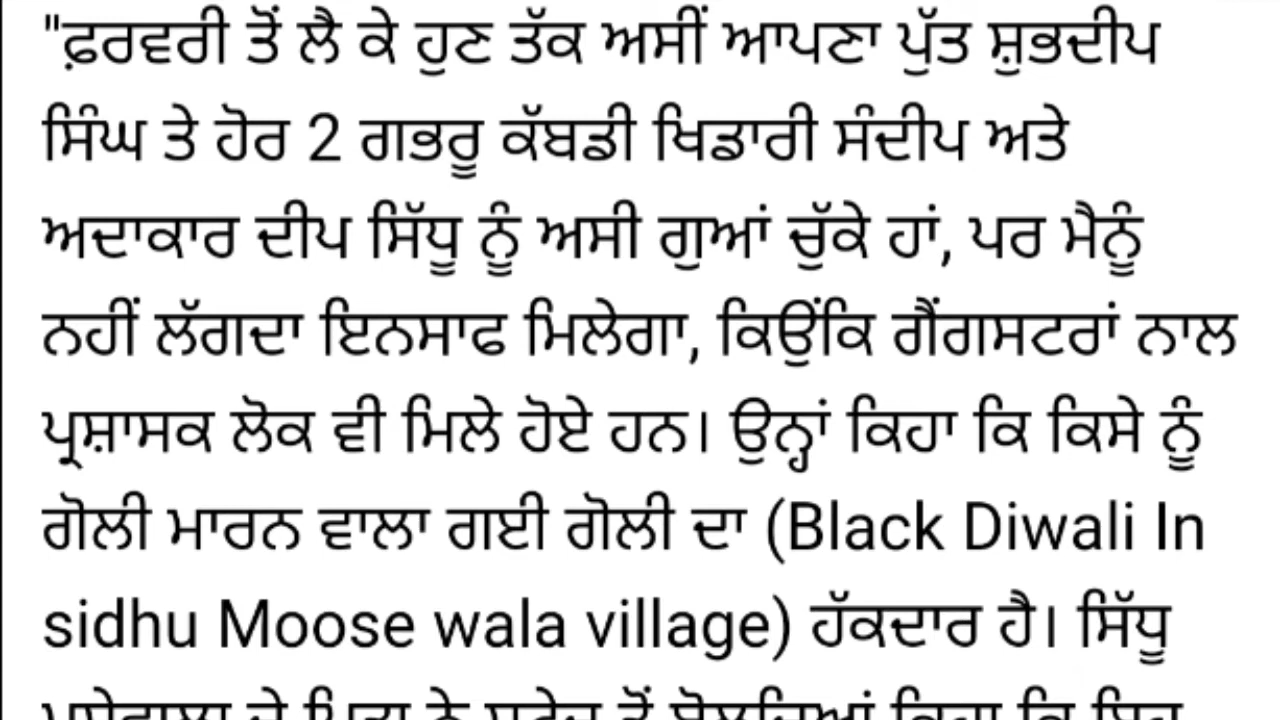 "ਫ਼ਰਵਰੀ ਤੋਂ ਲੈ ਕੇ ਹੁਣ ਤੱਕ ਅਸੀਂ ਆਪਣਾ ਪੁੱਤ ਸ਼ੁਭਦੀਪ
ਸਿੰਘ ਤੇ ਹੋਰ 2 ਗਭਰੂ ਕੱਬਡੀ ਖਿਡਾਰੀ ਸੰਦੀਪ ਅਤੇ
ਅਦਾਕਾਰ ਦੀਪ ਸਿੱਧੂ ਨੂੰ ਅਸੀ ਗੁਆਂ ਚੁੱਕੇ ਹਾਂ, ਪਰ ਮੈਨੂੰ
ਨਹੀਂ ਲੱਗਦਾ ਇਨਸਾਫ ਮਿਲੇਗਾ, ਕਿਉਂਕਿ ਗੈਂਗਸਟਰਾਂ ਨਾਲ
ਪ੍ਰਸ਼ਾਸਕ ਲੋਕ ਵੀ ਮਿਲੇ ਹੋਏ ਹਨ। ਉਨ੍ਹਾਂ ਕਿਹਾ ਕਿ ਕਿਸੇ ਨੂੰ
ਗੋਲੀ ਮਾਰਨ ਵਾਲਾ ਗਈ ਗੋਲੀ ਦਾ (Black Diwali In
sidhu Moose wala village) ਹੱਕਦਾਰ ਹੈ। ਸਿੱਧੂ